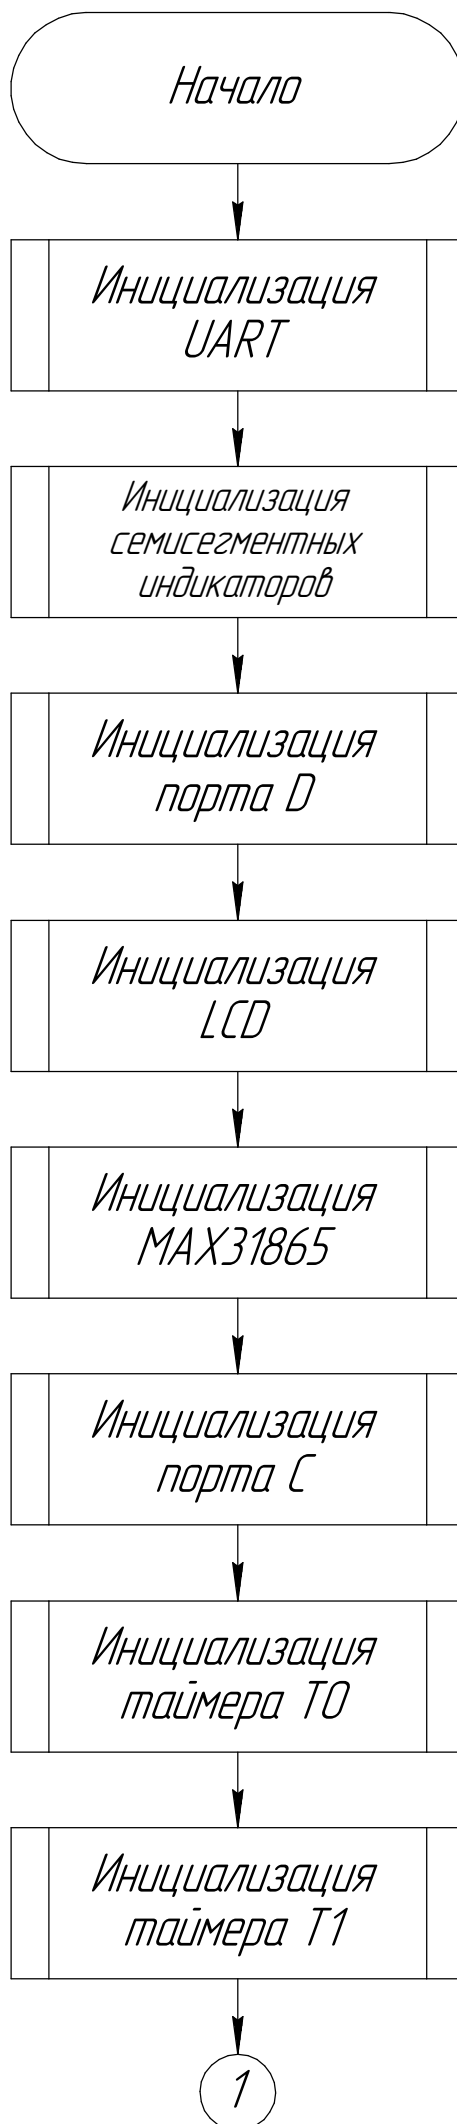 Начало
Инициализация
UART
Инициализация
семисегментных
индикаторов
Инициализация
порта D
Инициализация
LCD
Инициализация
MAX31865
Инициализация
порта C
Инициализация
таймера T0
Инициализация
таймера T1
1